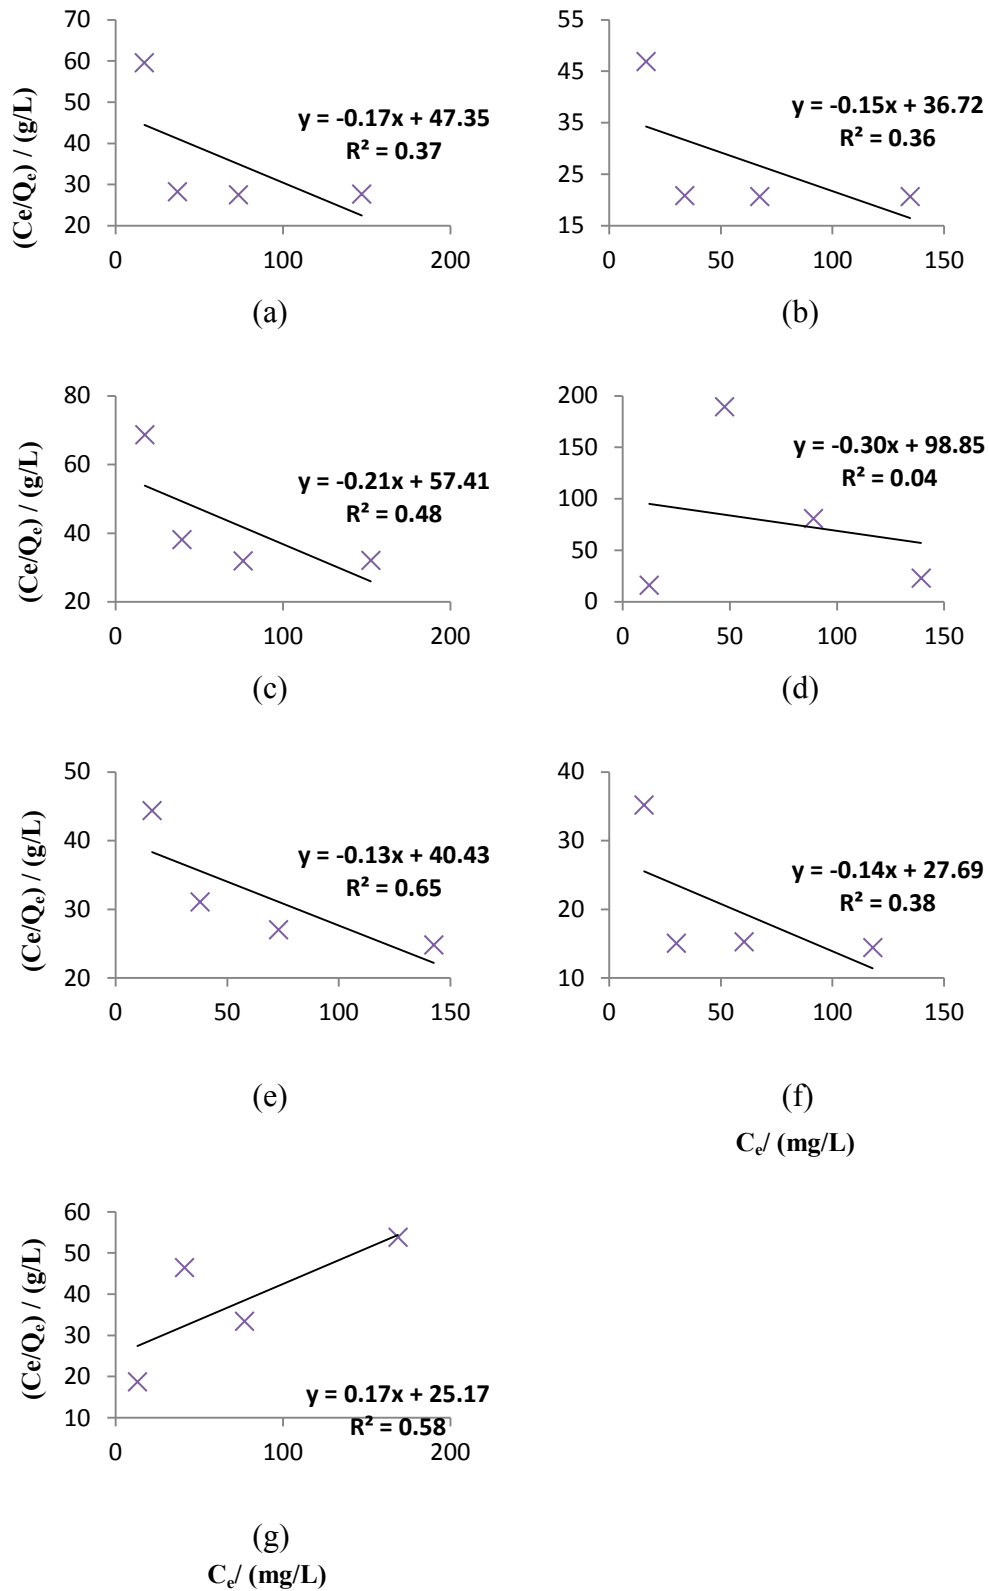 70
60
50
40
30
20
0
100
200
((Ce/Qₑ) / (g/L)
y = -0.17x + 47.35
R² = 0.37
(a)
55
45
35
25
15
0
50
100
150
y = -0.15x + 36.72
R² = 0.36
(b)
80
60
40
20
0
100
200
(Ce/Qₑ) / (g/L)
y = -0.21x + 57.41
R² = 0.48
(c)
200
150
100
50
0
0
50
100
150
y = -0.30x + 98.85
R² = 0.04
(d)
50
40
30
20
0
50
100
150
(Ce/Qₑ) / (g/L)
y = -0.13x + 40.43
R² = 0.65
(e)
40
30
20
10
0
50
100
150
y = -0.14x + 27.69
R² = 0.38
(f)
Cₑ/ (mg/L)
60
50
40
30
20
10
0
100
200
(Ce/Qₑ) / (g/L)
y = 0.17x + 25.17
R² = 0.58
(g)
Cₑ/ (mg/L)